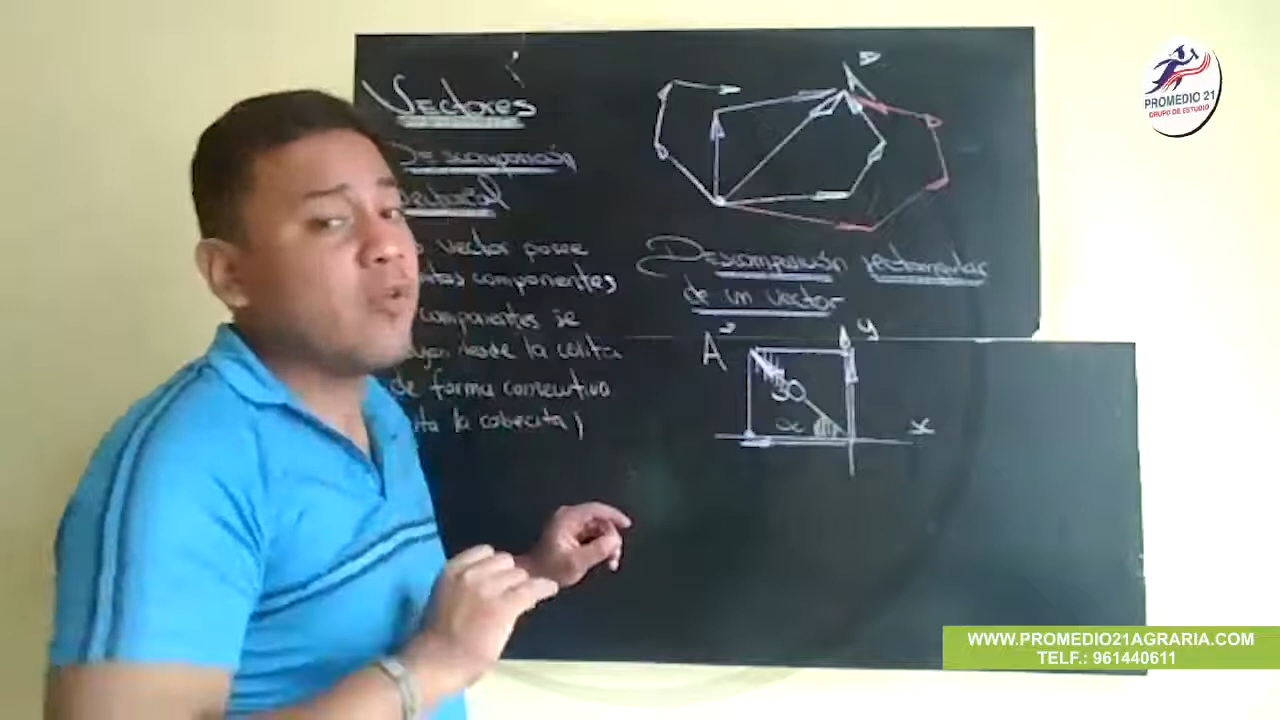 Vectores
Descomposición
vectorial
vector posee
componentes
componentes se
desde la colita
de forma consecutiva
la cabecita)
Descomposición rectangular
de un vector
A
y
30
x
PROMEDIO 21
GRUPO DE ESTUDIO
WWW.PROMEDIO21AGRARIA.COM
TELF.: 961440611